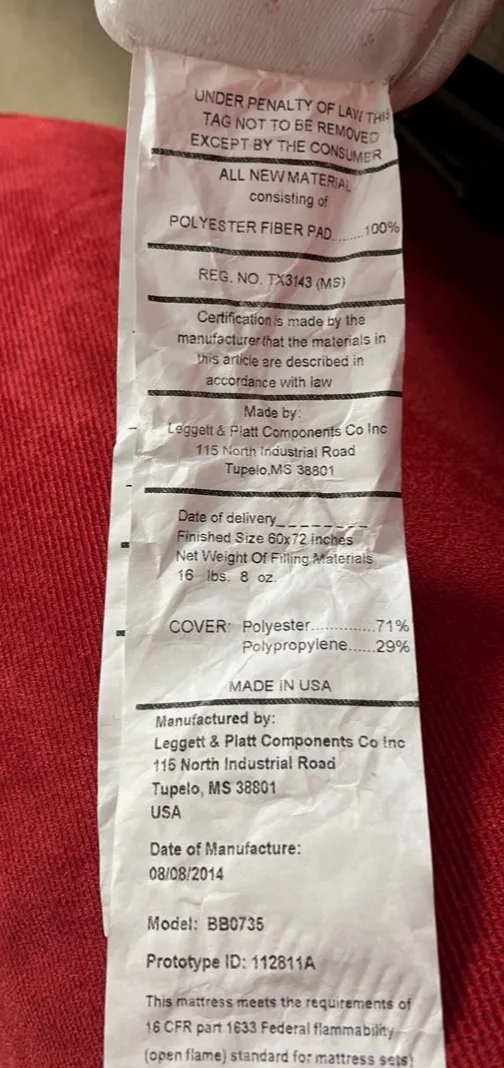 UNDER PENALTY OF LAW THIS
TAG NOT TO BE REMOVED
EXCEPT BY THE CONSUMER
ALL NEW MATERIAL
consisting of
POLYESTER FIBER PAD.......100%
REG. NO. TX3143 (MS)
Certification is made by the
manufacturer that the materials in
this article are described in
accordance with law
Made by:
Leggett & Platt Components Co Inc
115 North Industrial Road
Tupelo,MS 38801
Date of delivery_________
Finished Size 60x72 Inches
Net Weight Of Filling Materials
16 lbs. 8 oz.
COVER: Polyester..............71%
Polypropylene......29%
MADE IN USA
Manufactured by:
Leggett & Platt Components Co Inc
115 North Industrial Road
Tupelo, MS 38801
USA
Date of Manufacture:
08/08/2014
Model: BB0735
Prototype ID: 112811A
This mattress meets the requirements of
16 CFR part 1633 Federal flammability
(open flame) standard for mattress sets)